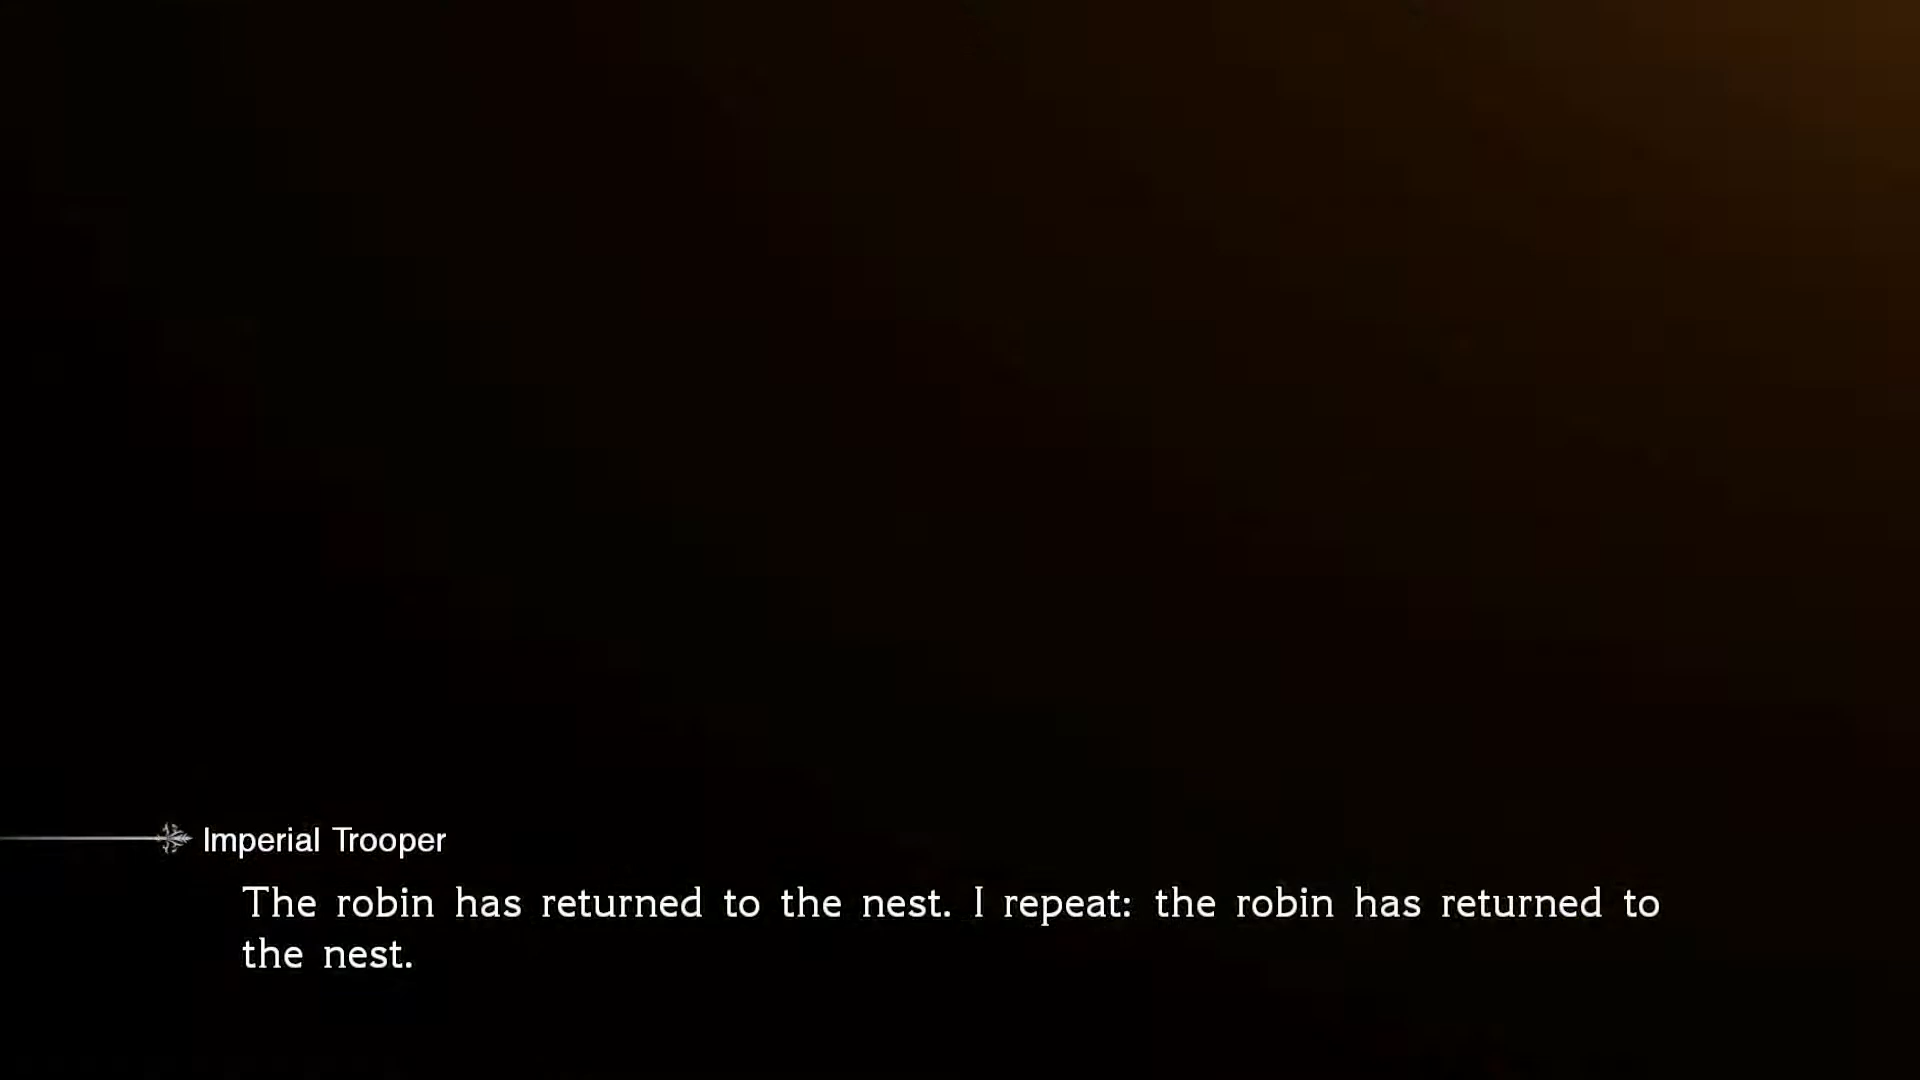 Imperial Trooper
The robin has returned to the nest. I repeat: the robin has returned to
the nest.